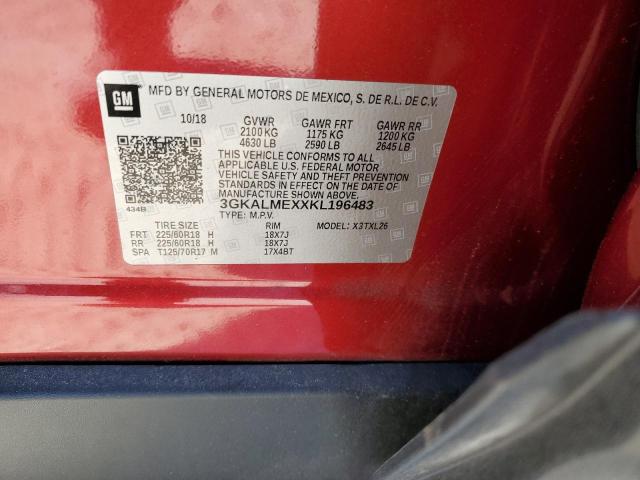 GM MFD BY GENERAL MOTORS DE MEXICO, S. DE R.L. DE C.V.
10/18 GVWR GAWR FRT GAWR RR
2100 KG 1175 KG 1200 KG
4630 LB 2590 LB 2645 LB
THIS VEHICLE CONFORMS TO ALL
APPLICABLE U.S. FEDERAL MOTOR
VEHICLE SAFETY AND THEFT PREVENTION
STANDARDS IN EFFECT ON THE DATE OF
MANUFACTURE SHOWN ABOVE.
3GKALMEXXKL196483
434B TYPE: M.P.V.
TIRE SIZE RIM MODEL: X3TXL26
FRT 225/60R18 H 18X7J
RR 225/60R18 H 18X7J
SPA T125/70R17 M 17X4BT